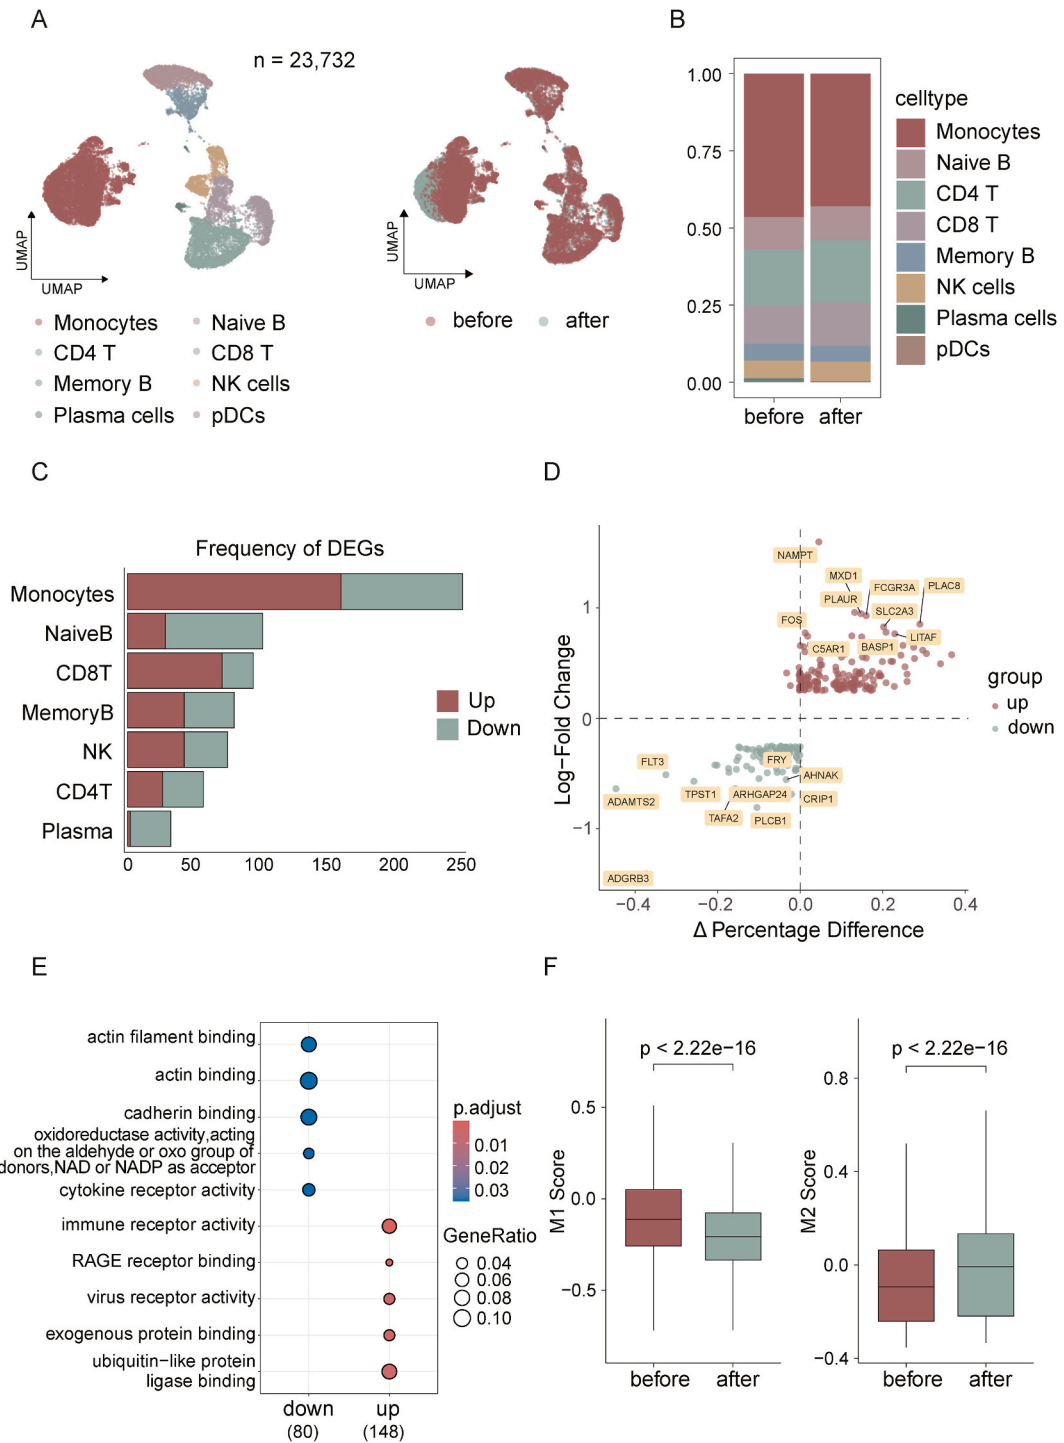 A
n = 23,732
UMAP
UMAP
UMAP
UMAP
Monocytes
Naive B
CD4 T
CD8 T
Memory B
NK cells
Plasma cells
pDCs
before
after
B
1.00
0.75
0.50
0.25
0.00
before
after
celltype
Monocytes
Naive B
CD4 T
CD8 T
Memory B
NK cells
Plasma cells
pDCs
C
Frequency of DEGs
Monocytes
NaiveB
CD8T
MemoryB
NK
CD4T
Plasma
0
50
100
150
200
250
Up
Down
D
Log-Fold Change
1
0
−1
NAMPT
MXD1
FCGR3A
PLAC8
PLAUR
SLC2A3
FOS
LITAF
C5AR1
BASP1
FLT3
FRY
AHNAK
ADAMTS2
TPST1
ARHGAP24
CRIP1
TAFA2
PLCB1
ADGRB3
−0.4
−0.2
0.0
0.2
0.4
Δ Percentage Difference
group
up
down
E
actin filament binding
actin binding
cadherin binding
oxidoreductase activity,acting
on the aldehyde or oxo group of
donors,NAD or NADP as acceptor
cytokine receptor activity
immune receptor activity
RAGE receptor binding
virus receptor activity
exogenous protein binding
ubiquitin−like protein
ligase binding
down
(80)
up
(148)
p.adjust
0.01
0.02
0.03
GeneRatio
0.04
0.06
0.08
0.10
F
p < 2.22e−16
M1 Score
0.5
0.0
−0.5
before
after
p < 2.22e−16
M2 Score
0.8
0.4
0.0
−0.4
before
after